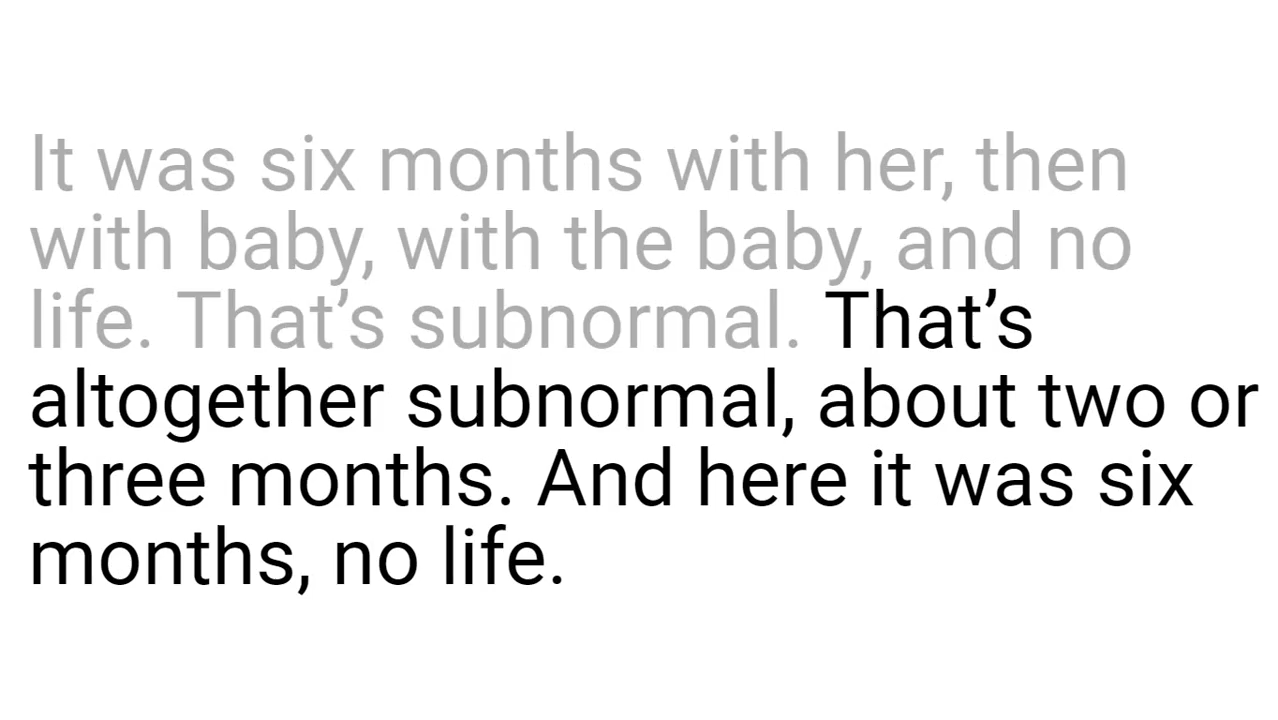 It was six months with her, then
with baby, with the baby, and no
life. That’s subnormal. That’s
altogether subnormal, about two or
three months. And here it was six
months, no life.